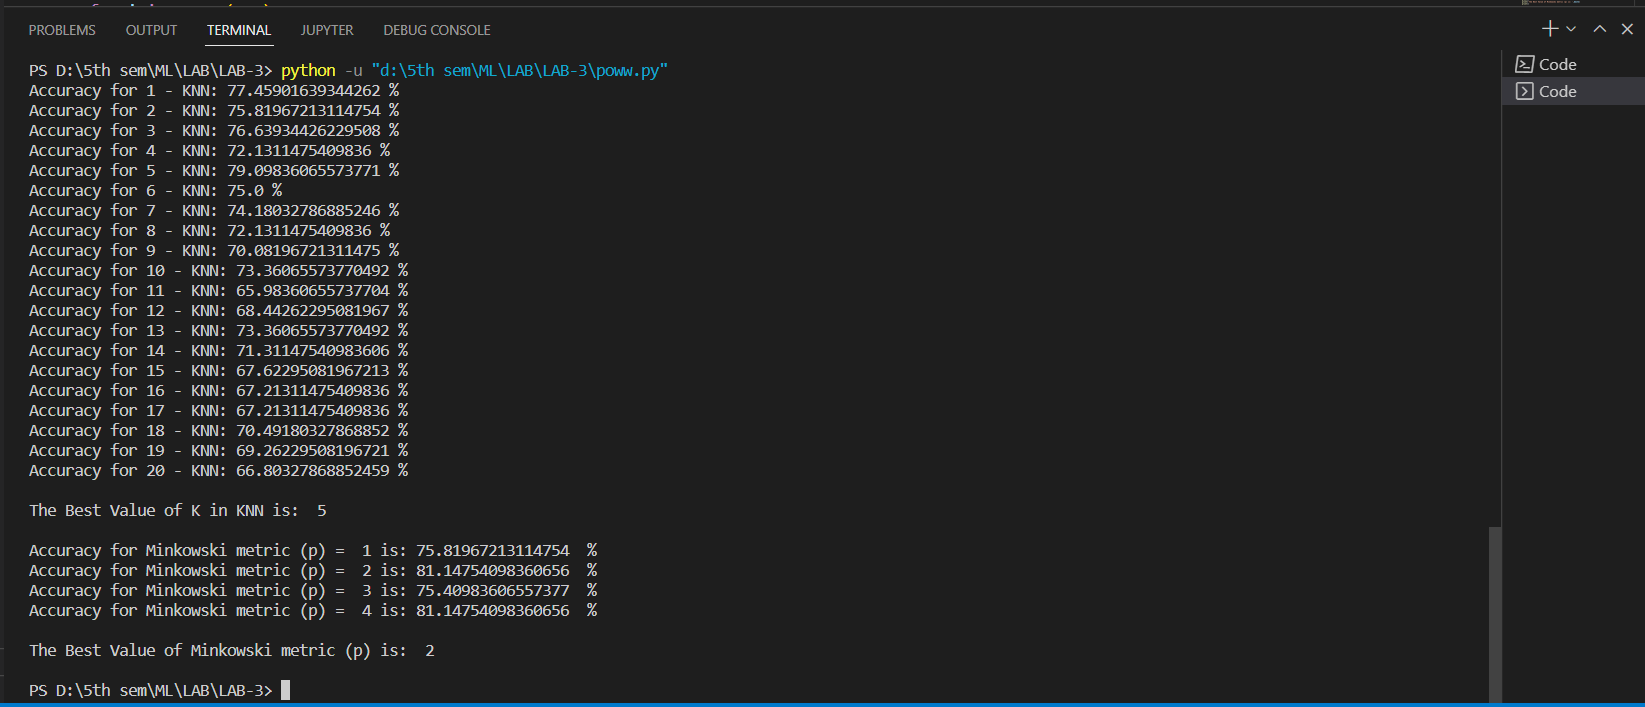 PROBLEMS OUTPUT TERMINAL JUPYTER DEBUG CONSOLE
PS D:\5th sem\ML\LAB\LAB-3> python -u "d:\5th sem\ML\LAB\LAB-3\poww.py"
Accuracy for 1 - KNN: 77.45901639344262 %
Accuracy for 2 - KNN: 75.81967213114754 %
Accuracy for 3 - KNN: 76.63934426229508 %
Accuracy for 4 - KNN: 72.1311475409836 %
Accuracy for 5 - KNN: 79.09836065573771 %
Accuracy for 6 - KNN: 75.0 %
Accuracy for 7 - KNN: 74.18032786885246 %
Accuracy for 8 - KNN: 72.1311475409836 %
Accuracy for 9 - KNN: 70.08196721311475 %
Accuracy for 10 - KNN: 73.36065573770492 %
Accuracy for 11 - KNN: 65.98360655737704 %
Accuracy for 12 - KNN: 68.44262295081967 %
Accuracy for 13 - KNN: 73.36065573770492 %
Accuracy for 14 - KNN: 71.31147540983606 %
Accuracy for 15 - KNN: 67.62295081967213 %
Accuracy for 16 - KNN: 67.21311475409836 %
Accuracy for 17 - KNN: 67.21311475409836 %
Accuracy for 18 - KNN: 70.49180327868852 %
Accuracy for 19 - KNN: 69.26229508196721 %
Accuracy for 20 - KNN: 66.80327868852459 %
The Best Value of K in KNN is:  5
Accuracy for Minkowski metric (p) =  1 is: 75.81967213114754  %
Accuracy for Minkowski metric (p) =  2 is: 81.14754098360656  %
Accuracy for Minkowski metric (p) =  3 is: 75.40983606557377  %
Accuracy for Minkowski metric (p) =  4 is: 81.14754098360656  %
The Best Value of Minkowski metric (p) is:  2
PS D:\5th sem\ML\LAB\LAB-3>
Code
Code